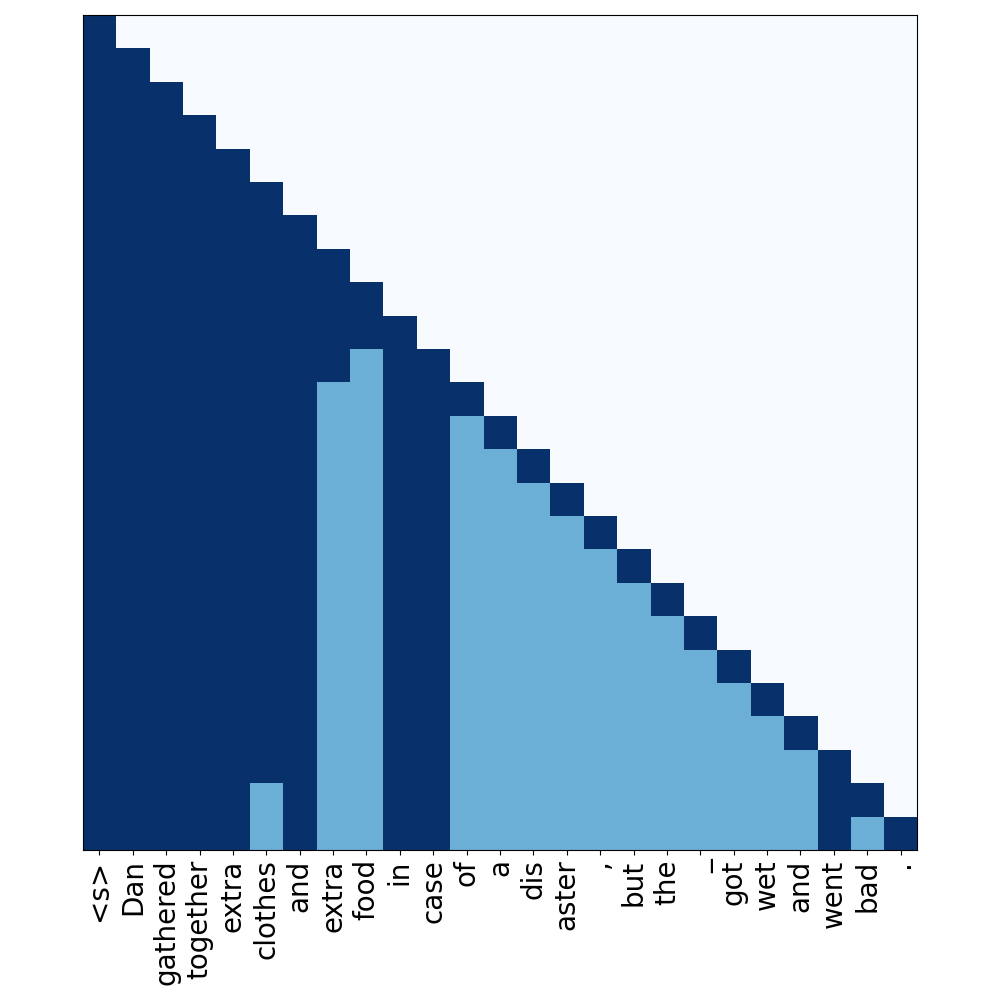 <s> Dan gathered together extra clothes and extra food in case of a dis aster , but the _ got wet and went bad .